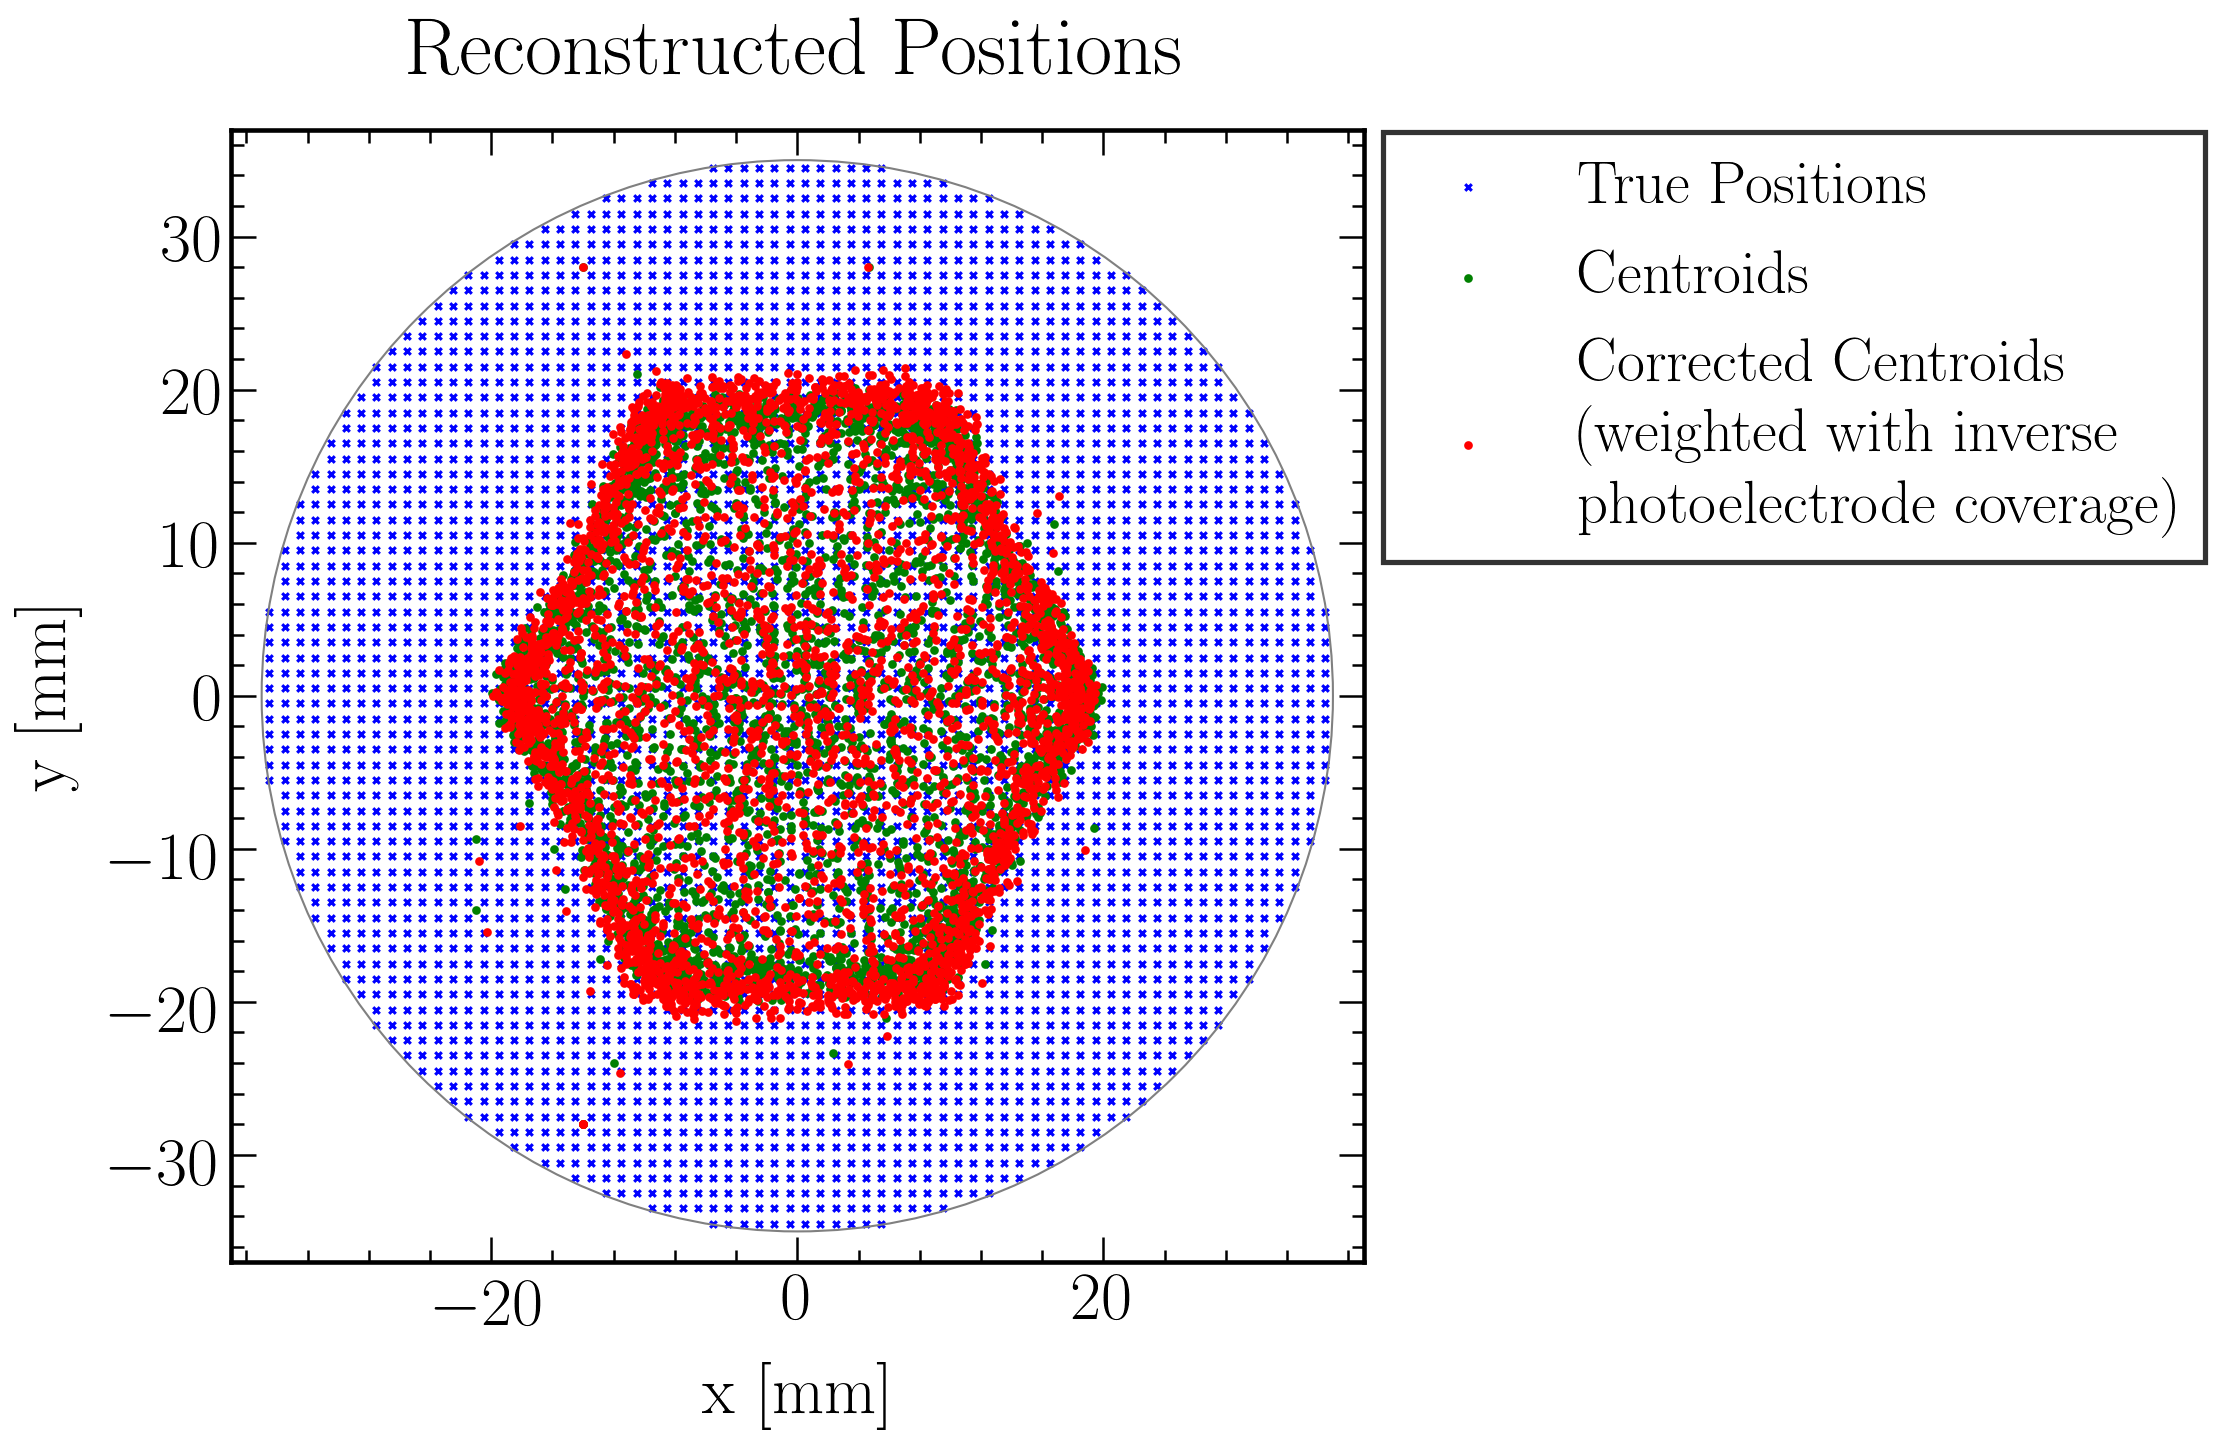 Reconstructed Positions
True Positions
Centroids
Corrected Centroids
(weighted with inverse
photoelectrode coverage)
y [mm]
30
20
10
0
−10
−20
−30
−20 0 20
x [mm]